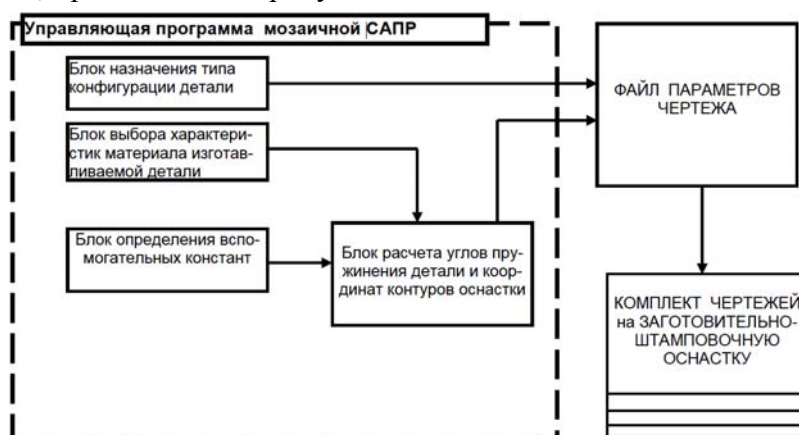 Управляющая программа мозаичной САПР
Блок назначения типа
конфигурации детали
Блок выбора характери-
стик материала изготав-
ливаемой детали
Блок определения вспо-
могательных констант
Блок расчета углов пру-
жинения детали и коор-
динат контуров оснастки
ФАЙЛ ПАРАМЕТРОВ
ЧЕРТЕЖА
КОМПЛЕКТ ЧЕРТЕЖЕЙ
на ЗАГОТОВИТЕЛЬНО-
ШТАМПОВОЧНУЮ
ОСНАСТКУ